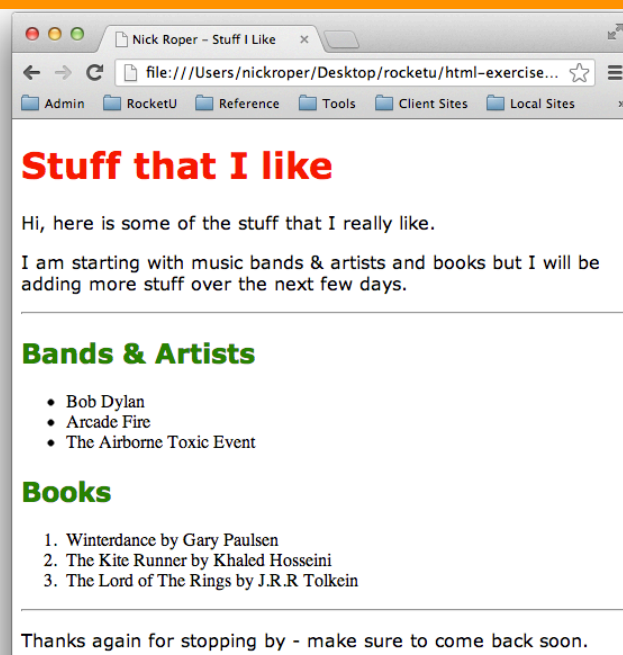 Nick Roper – Stuff I Like
file:///Users/nickroper/Desktop/rocketu/html-exercise...
Admin RocketU Reference Tools Client Sites Local Sites »
Stuff that I like
Hi, here is some of the stuff that I really like.
I am starting with music bands & artists and books but I will be
adding more stuff over the next few days.
Bands & Artists
• Bob Dylan
• Arcade Fire
• The Airborne Toxic Event
Books
1. Winterdance by Gary Paulsen
2. The Kite Runner by Khaled Hosseini
3. The Lord of The Rings by J.R.R Tolkein
Thanks again for stopping by - make sure to come back soon.